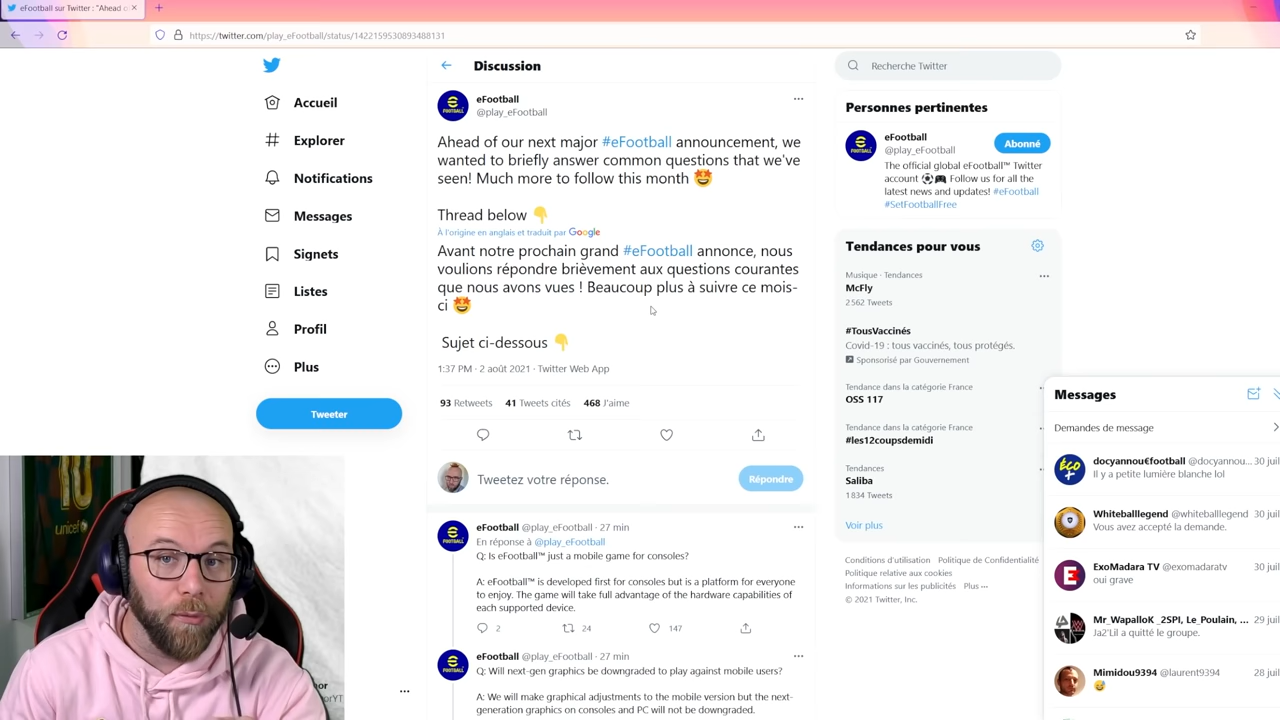 eFootball sur Twitter : "Ahead o
https://twitter.com/play_eFootball/status/1422159530893488131
Accueil
Explorer
Notifications
Messages
Signets
Listes
Profil
Plus
Tweeter
Discussion
eFootball
@play_eFootball
Ahead of our next major #eFootball announcement, we
wanted to briefly answer common questions that we've
seen! Much more to follow this month 🤩
Thread below 👇
À l'origine en anglais et traduit par Google
Avant notre prochain grand #eFootball annonce, nous
voulions répondre brièvement aux questions courantes
que nous avons vues ! Beaucoup plus à suivre ce mois-
ci 🤩
Sujet ci-dessous 👇
1:37 PM · 2 août 2021 · Twitter Web App
93 Retweets 41 Tweets cités 468 J'aime
Tweetez votre réponse.
Répondre
eFootball @play_eFootball · 27 min
En réponse à @play_eFootball
Q: Is eFootball™ just a mobile game for consoles?
A: eFootball™ is developed first for consoles but is a platform for everyone
to enjoy. The game will take full advantage of the hardware capabilities of
each supported device.
2 24 147
eFootball @play_eFootball · 27 min
Q: Will next-gen graphics be downgraded to play against mobile users?
A: We will make graphical adjustments to the mobile version but the next-
generation graphics on consoles and PC will not be downgraded.
Recherche Twitter
Personnes pertinentes
eFootball
@play_eFootball
Abonné
The official global eFootball™ Twitter
account ⚽🎮 Follow us for all the
latest news and updates! #eFootball
#SetFootballFree
Tendances pour vous
Musique · Tendances
McFly
2 562 Tweets
#TousVaccinés
Covid-19 : tous vaccinés, tous protégés.
Sponsorisé par Gouvernement
Tendance dans la catégorie France
OSS 117
Tendance dans la catégorie France
#les12coupsdemidi
Tendances
Saliba
1 834 Tweets
Voir plus
Conditions d'utilisation Politique de Confidentialité
Politique relative aux cookies
Informations sur les publicités Plus ···
© 2021 Twitter, Inc.
Messages
Demandes de message
docyannou€football @docyannou... 30 juil
Il y a petite lumiére blanche lol
Whiteballlegend @whiteballlegend 30 juil
Vous avez accepté la demande.
ExoMadara TV @exomadaratv 30 juil
oui grave
Mr_WapalloK _2SPI, Le_Poulain, ... 29 juil
Ja2'Lil a quitté le groupe.
Mimidou9394 @laurent9394 28 juil
😅
10
unicef